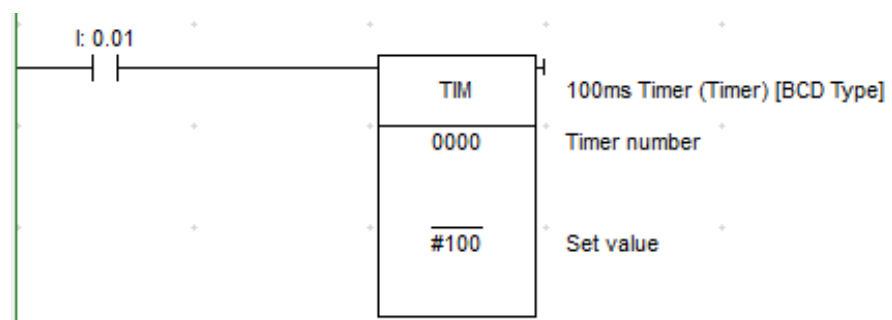 I: 0.01
TIM
100ms Timer (Timer) [BCD Type]
0000
Timer number
#100
Set value